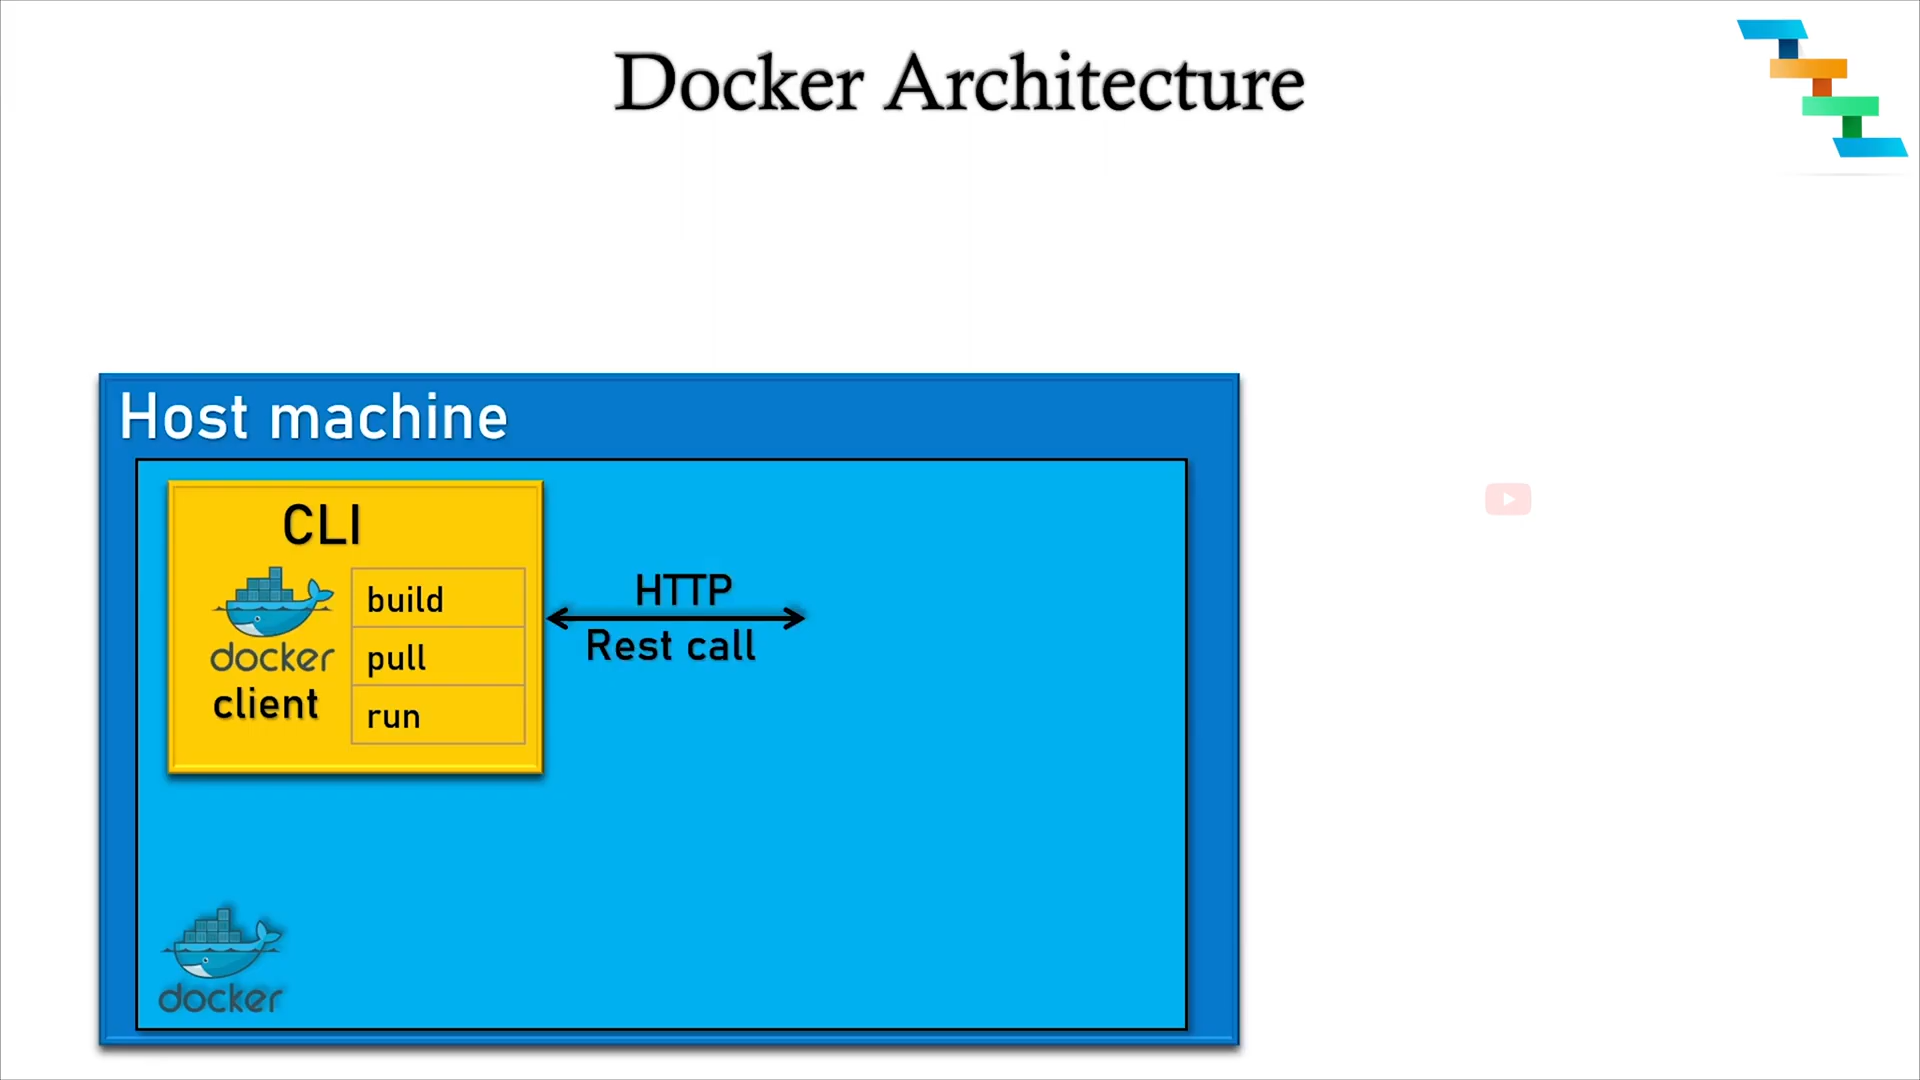 Docker Architecture
Host machine
CLI
docker
client
build
pull
run
HTTP
Rest call
docker